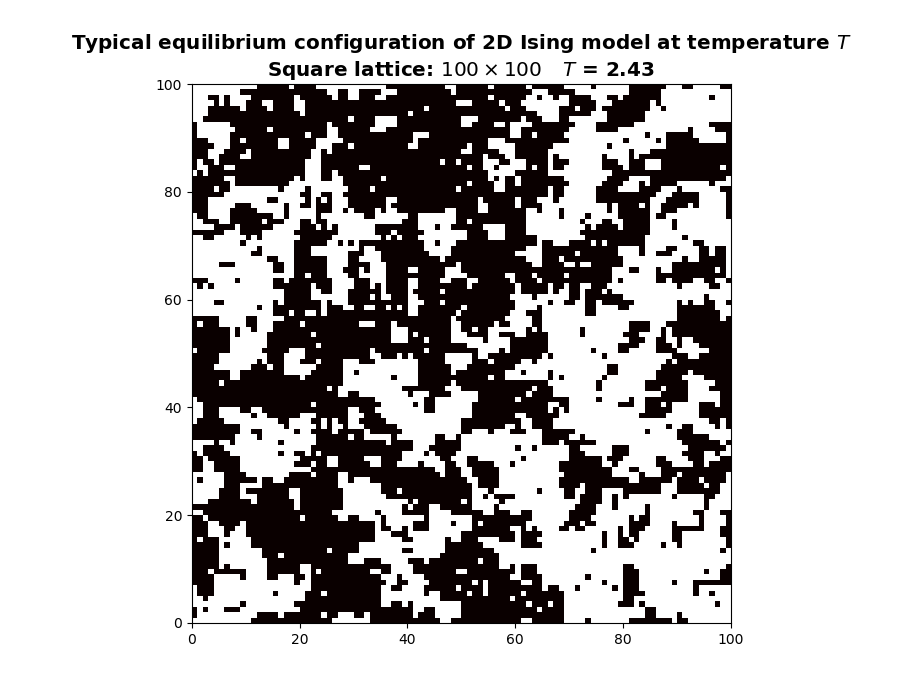 Typical equilibrium configuration of 2D Ising model at temperature T
Square lattice: 100 × 100 T = 2.43
100
80
60
40
20
0
0 20 40 60 80 100